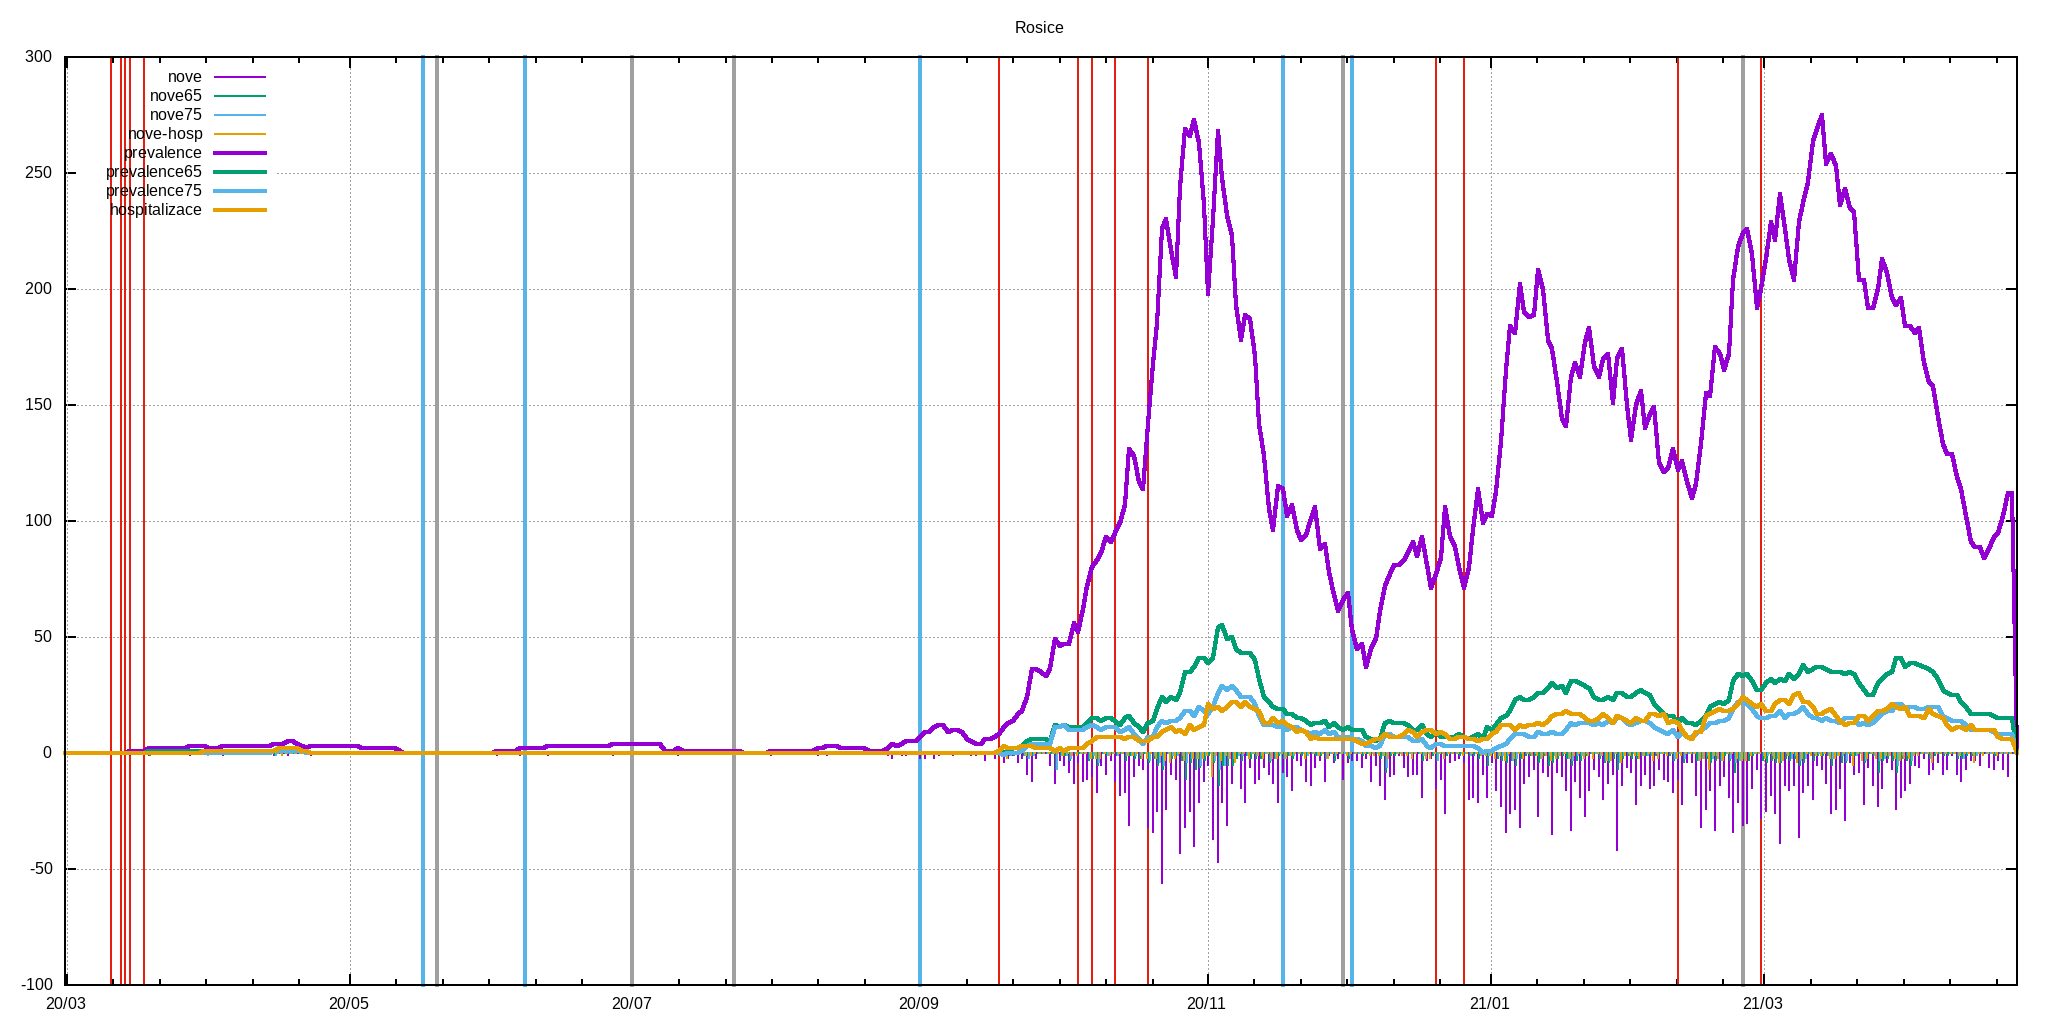 Rosice
300
250
200
150
100
50
0
-50
-100
nove
nove65
nove75
nove-hosp
prevalence
prevalence65
prevalence75
hospitalizace
20/03 20/05 20/07 20/09 20/11 21/01 21/03